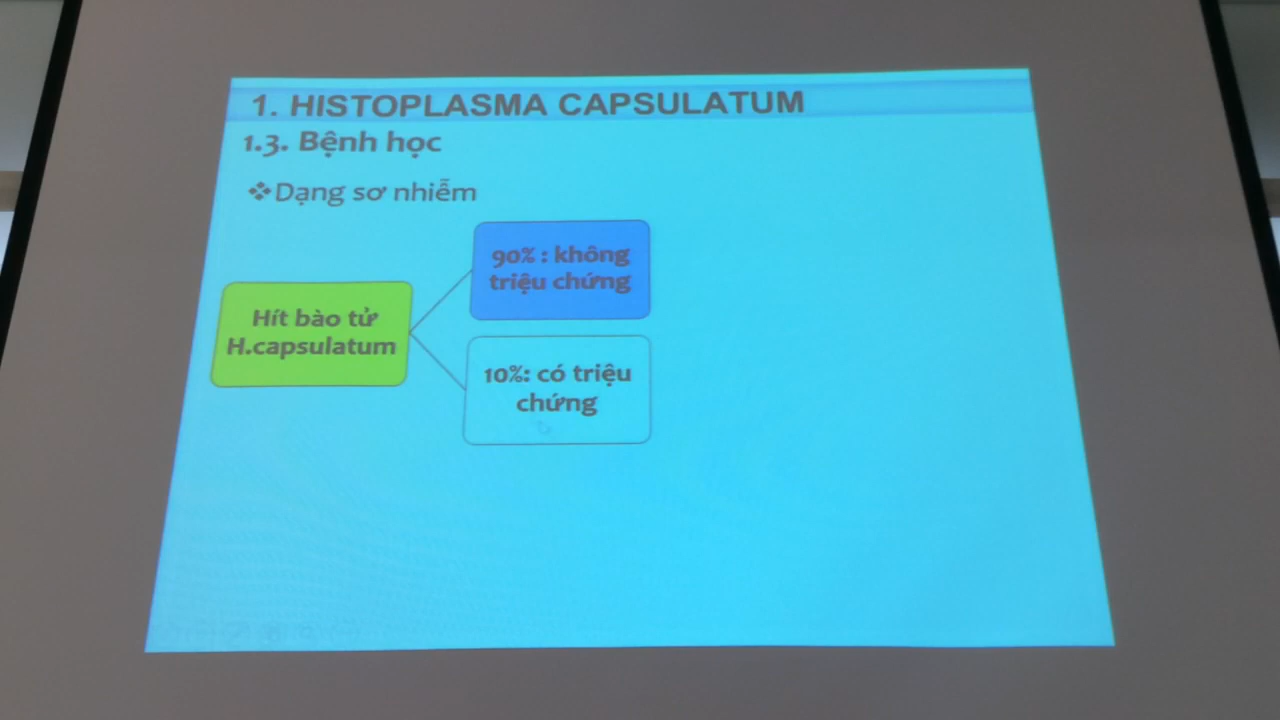 1. HISTOPLASMA CAPSULATUM
1.3. Bệnh học
❖Dạng sơ nhiễm
90% : không
triệu chứng
Hít bào tử
H.capsulatum
10%: có triệu
chứng